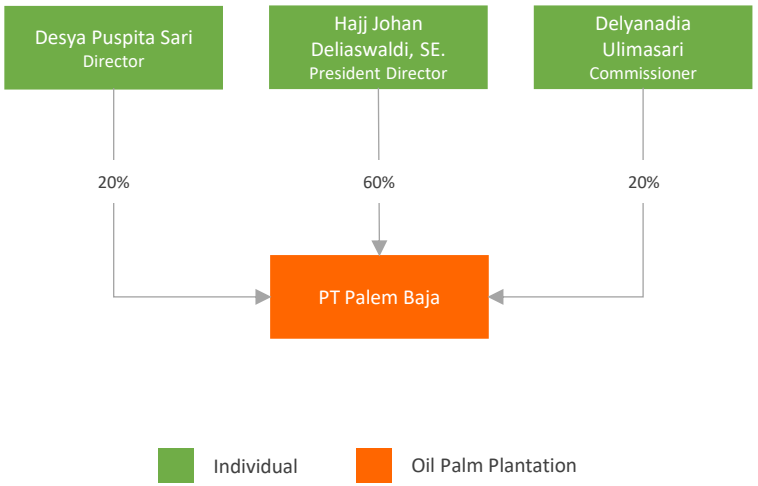 Desya Puspita Sari
Director
Hajj Johan
Deliaswaldi, SE.
President Director
Delyanadia
Ulimasari
Commissioner
20%
60%
20%
PT Palem Baja
Individual
Oil Palm Plantation